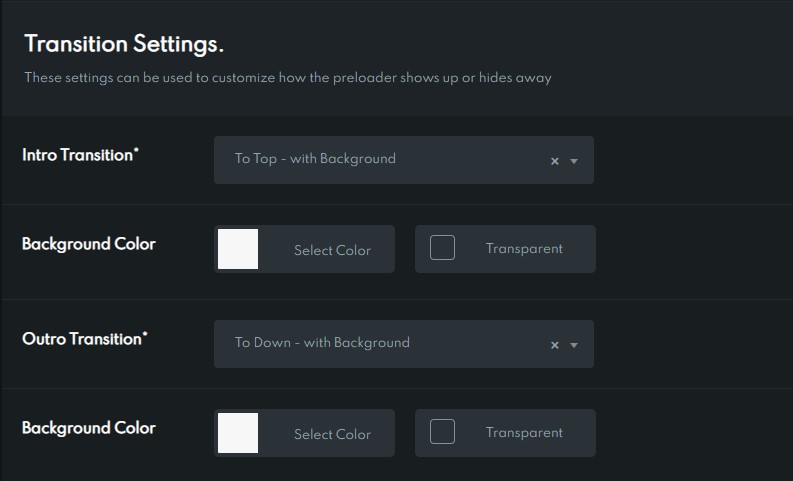 Transition Settings.
These settings can be used to customize how the preloader shows up or hides away
Intro Transition*
To Top - with Background
×
Background Color
Select Color
Transparent
Outro Transition*
To Down - with Background
×
Background Color
Select Color
Transparent